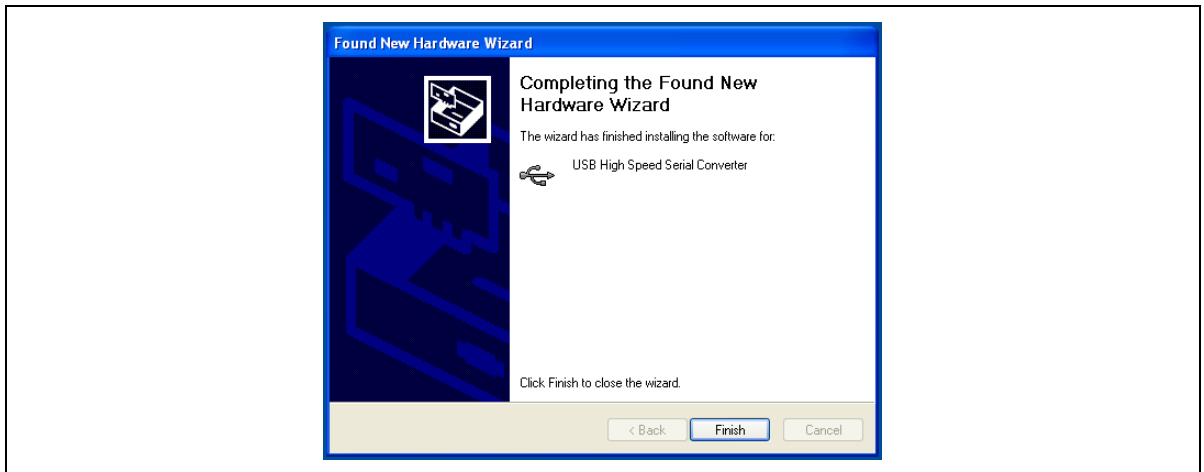 Found New Hardware Wizard
Completing the Found New
Hardware Wizard
The wizard has finished installing the software for:
USB High Speed Serial Converter
Click Finish to close the wizard.
< Back Finish Cancel